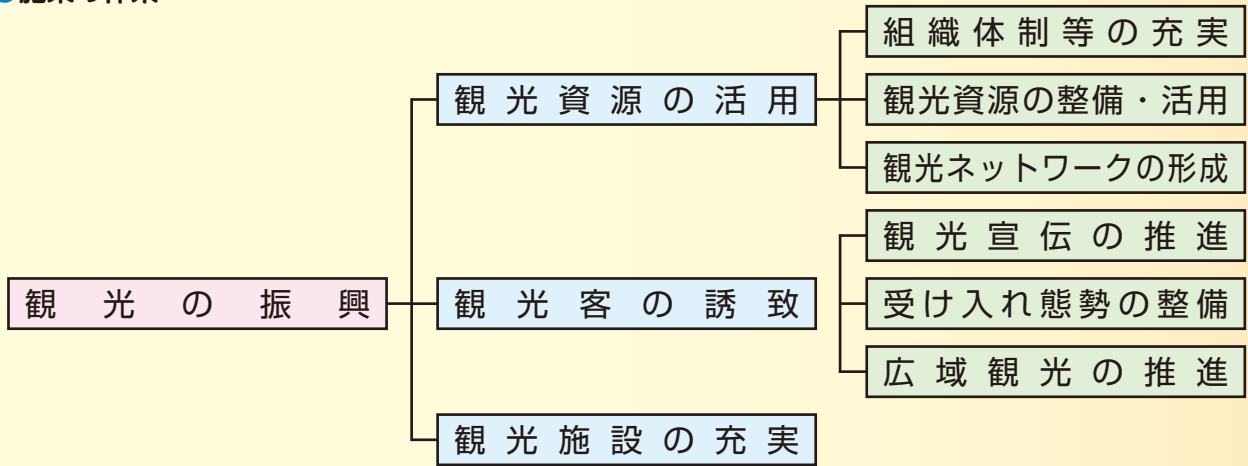 組織体制等の充実
観光資源の活用
観光資源の整備・活用
観光ネットワークの形成
観光宣伝の推進
観光の振興
観光客の誘致
受け入れ態勢の整備
広域観光の推進
観光施設の充実